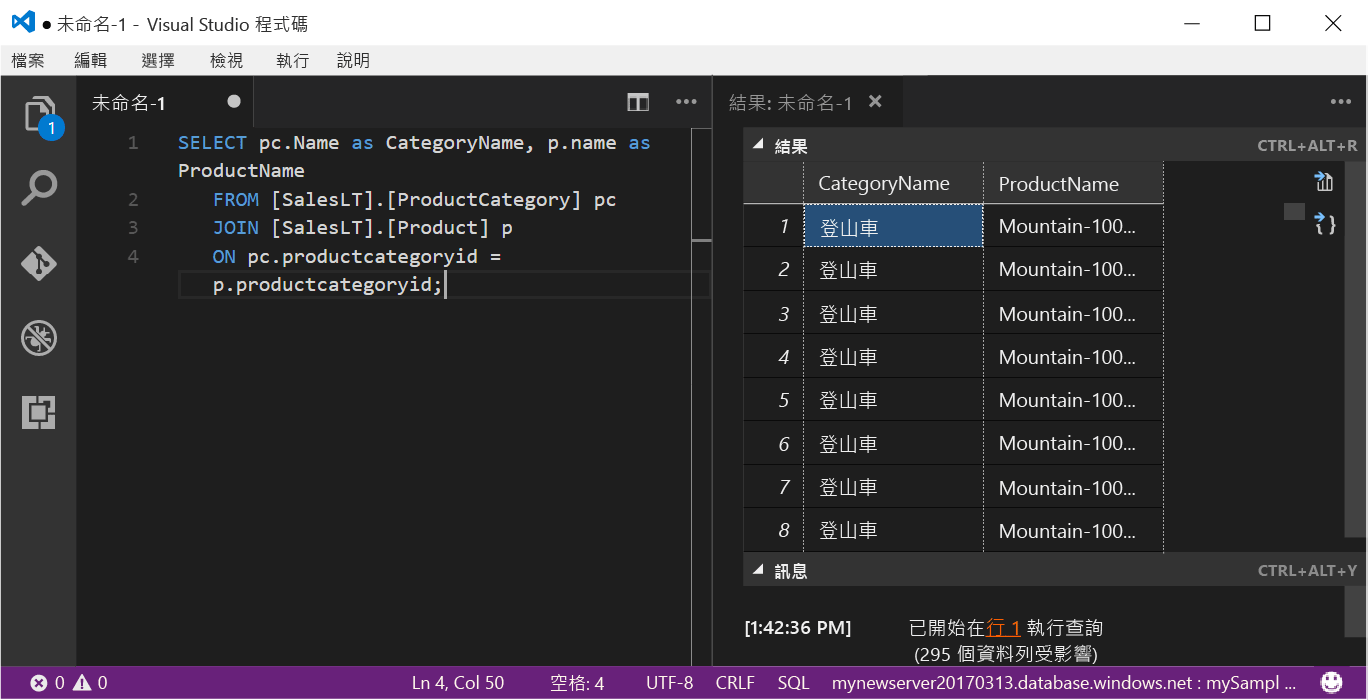 ● 未命名-1 - Visual Studio 程式碼
檔案 編輯 選擇 檢視 執行 說明
1
未命名-1
1 SELECT pc.Name as CategoryName, p.name as
ProductName
2 FROM [SalesLT].[ProductCategory] pc
3 JOIN [SalesLT].[Product] p
4 ON pc.productcategoryid =
p.productcategoryid;
結果: 未命名-1
結果 CTRL+ALT+R
CategoryName ProductName
1 登山車 Mountain-100...
2 登山車 Mountain-100...
3 登山車 Mountain-100...
4 登山車 Mountain-100...
5 登山車 Mountain-100...
6 登山車 Mountain-100...
7 登山車 Mountain-100...
8 登山車 Mountain-100...
訊息 CTRL+ALT+Y
[1:42:36 PM] 已開始在行 1 執行查詢
(295 個資料列受影響)
0 0 Ln 4, Col 50 空格: 4 UTF-8 CRLF SQL mynewserver20170313.database.windows.net : mySampl ...